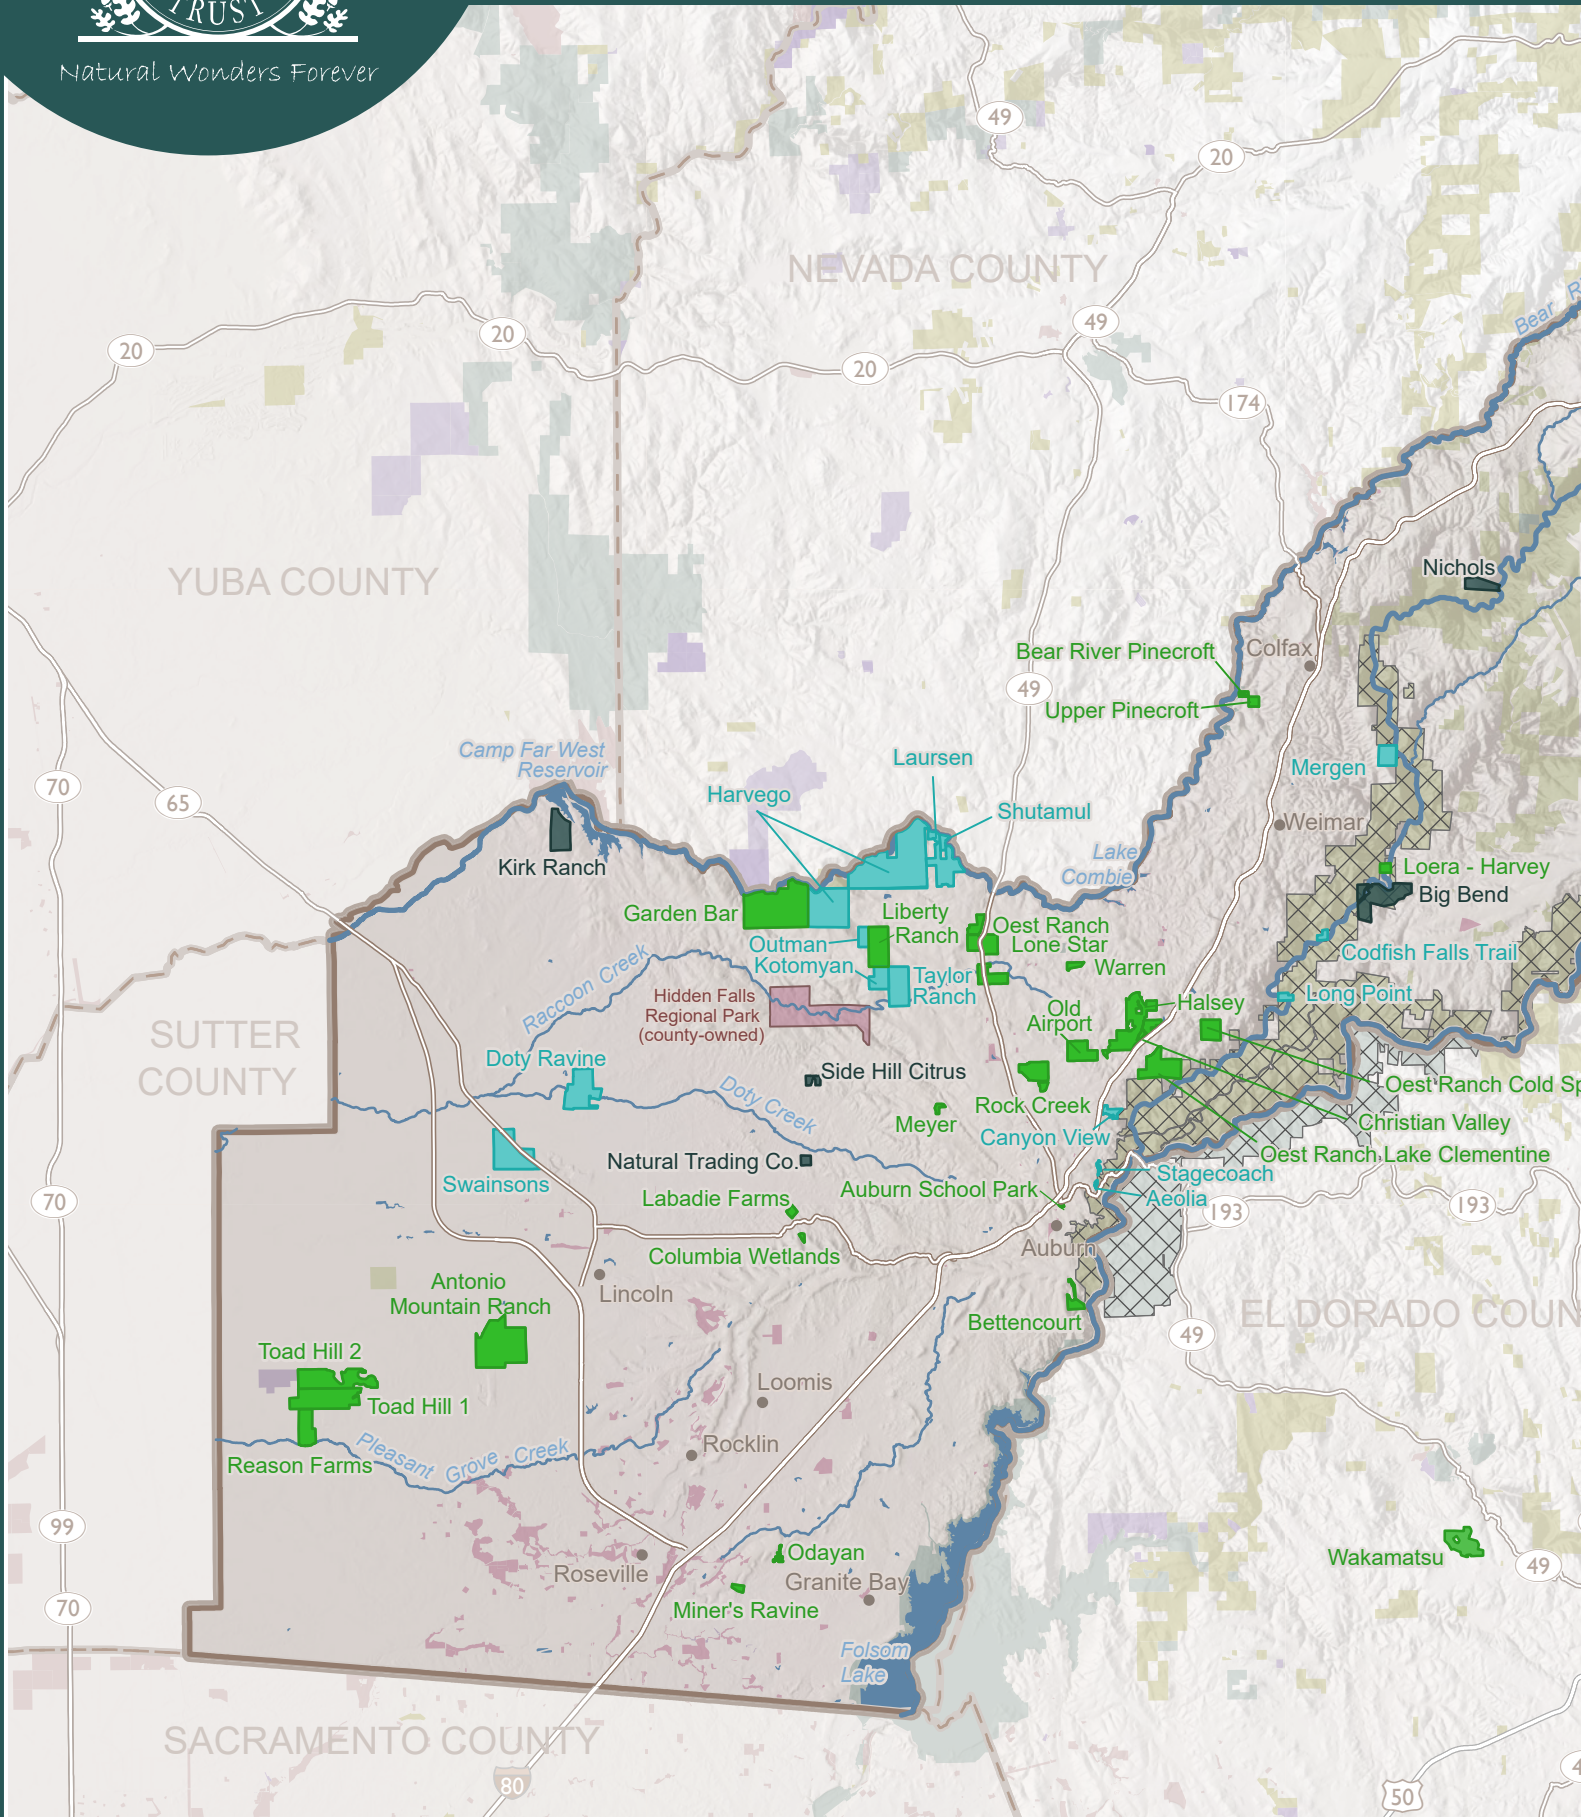 TRUST
Natural Wonders Forever
49
20
NEVADA COUNTY
Bear R
49
20
20
20
174
YUBA COUNTY
Nichols
Colfax
Bear River Pinecroft
49
Upper Pinecroft
Camp Far West
Reservoir
Laursen
Mergen
70
65
Harvego
Shutamul
Weimar
Kirk Ranch
Lake
Combie
Loera - Harvey
Big Bend
Garden Bar
Liberty
Ranch
Oest Ranch
Lone Star
Outman
Kotomyan
Codfish Falls Trail
Warren
Raccoon Creek
Taylor
Ranch
Long Point
Hidden Falls
Regional Park
(county-owned)
Halsey
Old
Airport
SUTTER
COUNTY
Doty Ravine
Side Hill Citrus
Oest Ranch Cold Sp
Doty Creek
Rock Creek
Meyer
Christian Valley
Canyon View
Oest Ranch Lake Clementine
Natural Trading Co.
Stagecoach
Swainsons
Auburn School Park
Aeolia
Labadie Farms
70
193
193
Auburn
Columbia Wetlands
Lincoln
Antonio
Mountain Ranch
EL DORADO COUN
Bettencourt
49
Toad Hill 2
Toad Hill 1
Loomis
Rocklin
Pleasant Grove Creek
Reason Farms
99
Odayan
Wakamatsu
49
Roseville
Granite Bay
70
Miner's Ravine
Folsom
Lake
SACRAMENTO COUNTY
80
50
4